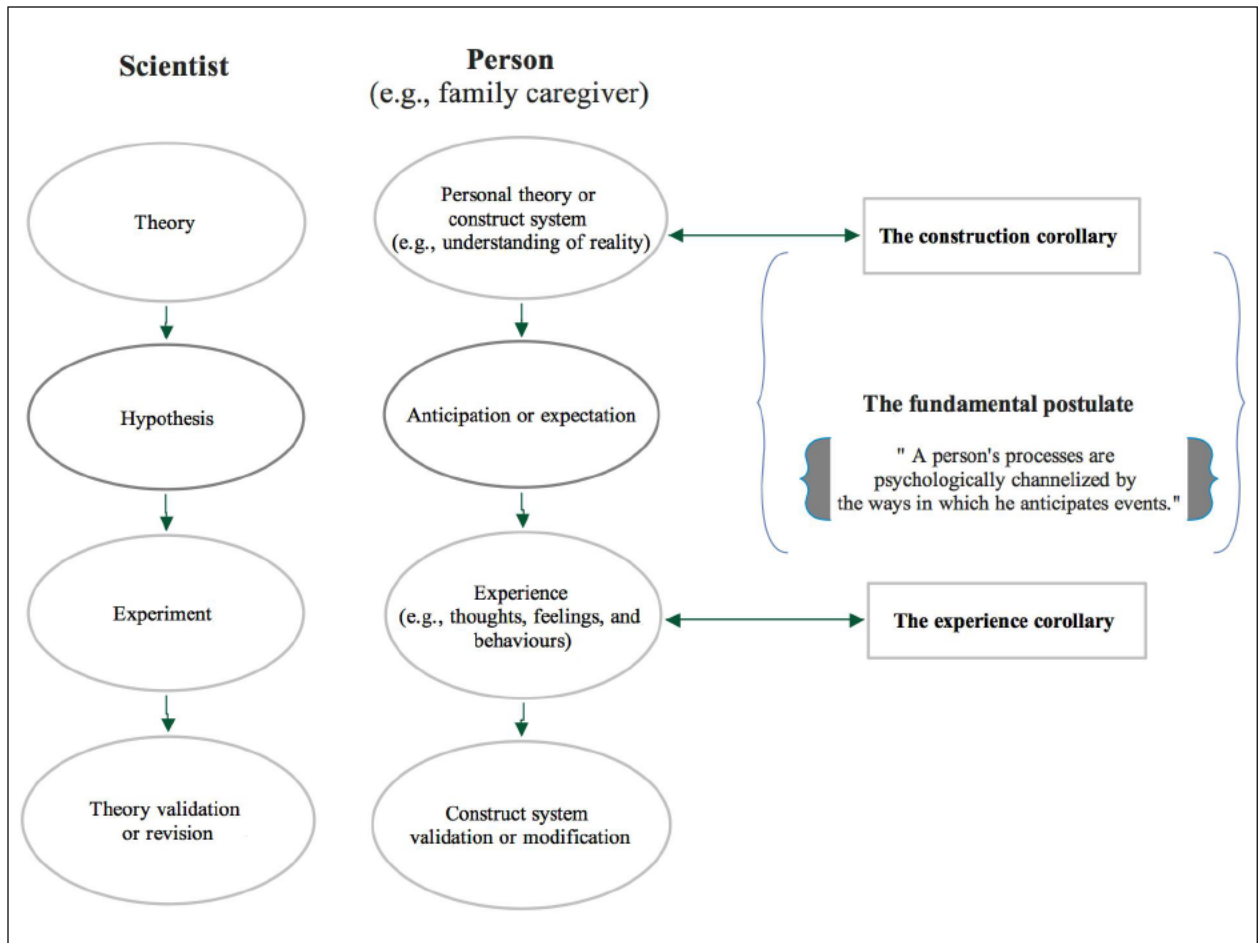 Scientist
Person
(e.g., family caregiver)
Theory
Personal theory or
construct system
(e.g., understanding of reality)
The construction corollary
Hypothesis
Anticipation or expectation
The fundamental postulate
" A person's processes are
psychologically channelized by
the ways in which he anticipates events."
Experiment
Experience
(e.g., thoughts, feelings, and
behaviours)
The experience corollary
Theory validation
or revision
Construct system
validation or modification